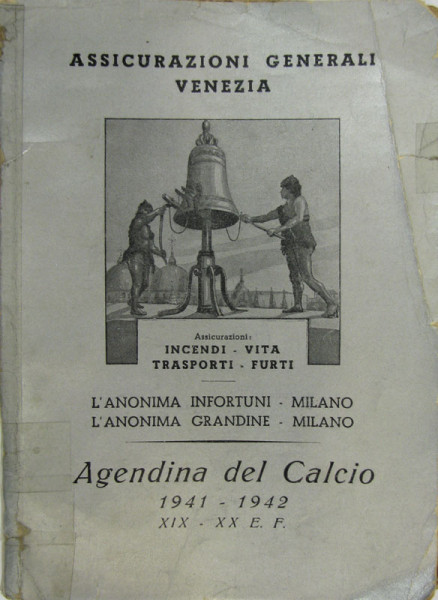 ASSICURAZIONI GENERALI
VENEZIA
Assicurazioni:
INCENDI - VITA
TRASPORTI - FURTI
L'ANONIMA INFORTUNI - MILANO
L'ANONIMA GRANDINE - MILANO
Agendina del Calcio
1941 - 1942
XIX - XX E. F.